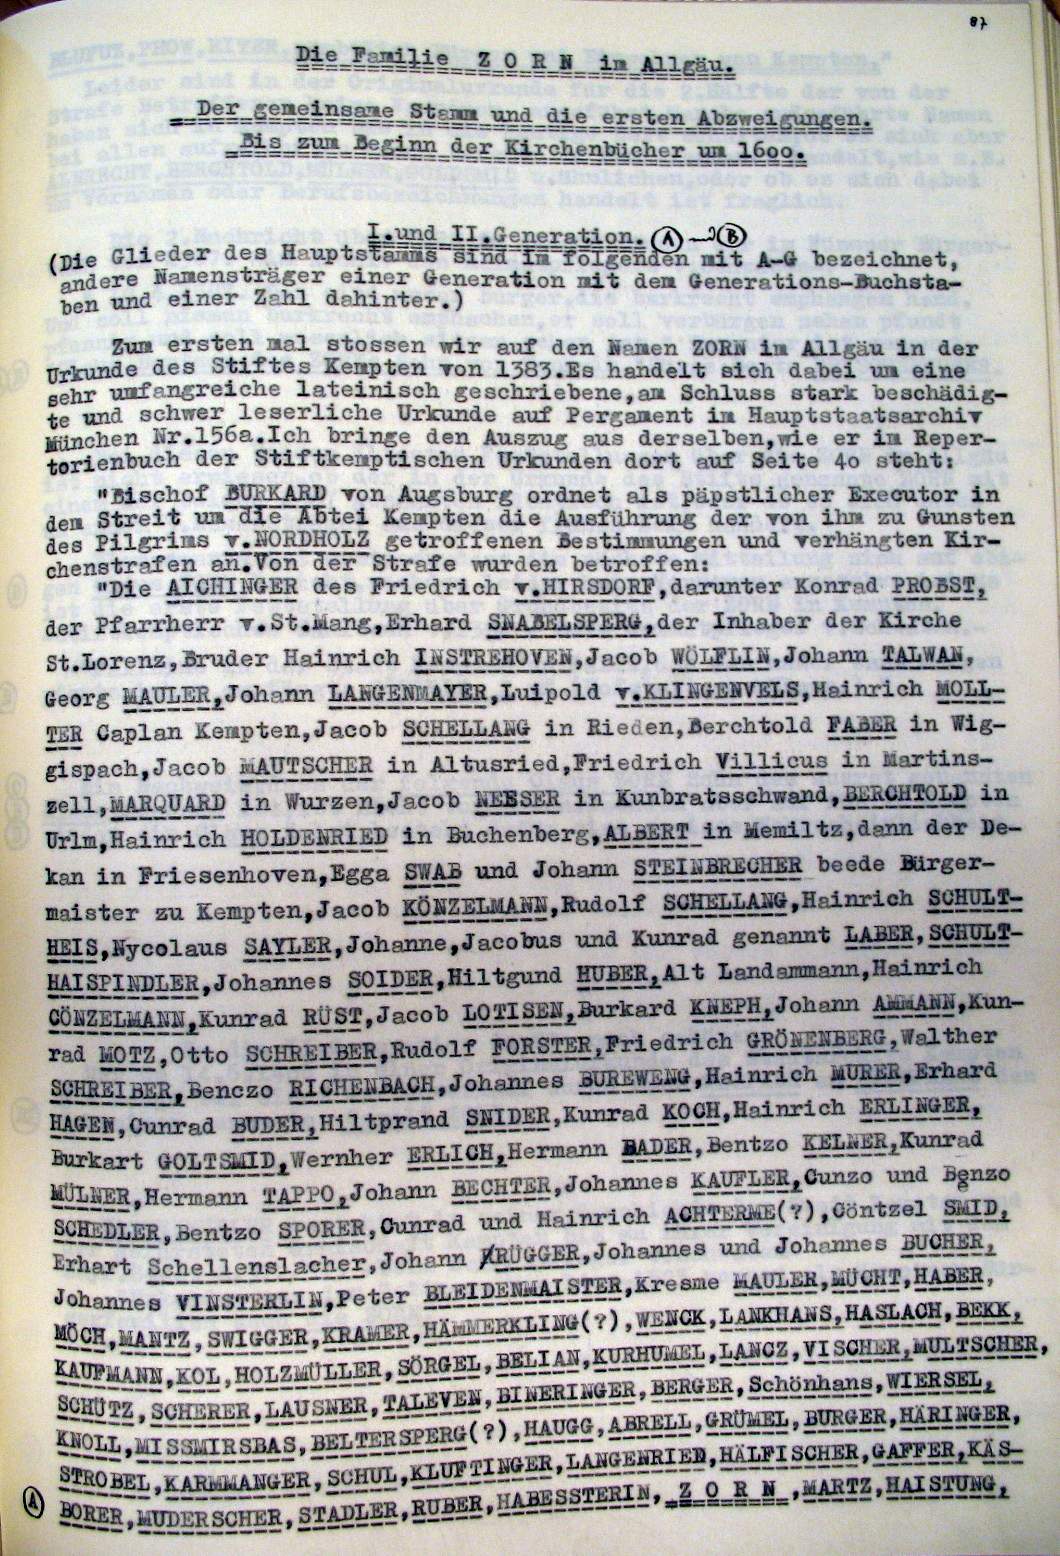 87
Die Familie Z O R N im Allgäu.
Der gemeinsame Stamm und die ersten Abzweigungen.
Bis zum Beginn der Kirchenbücher um 16oo.
I.und II.Generation. (A) (B)
(Die Glieder des Hauptstamms sind im folgenden mit A-G bezeichnet,
andere Namensträger einer Generation mit dem Generations-Buchsta-
ben und einer Zahl dahinter.)
Zum ersten mal stossen wir auf den Namen ZORN im Allgäu in der
Urkunde des Stiftes Kempten von 1383.Es handelt sich dabei um eine
sehr umfangreiche lateinisch geschriebene,am Schluss stark beschädig-
te und schwer leserliche Urkunde auf Pergament im Hauptstaatsarchiv
München Nr.156a.Ich bringe den Auszug aus derselben,wie er im Reper-
torienbuch der Stiftkemptischen Urkunden dort auf Seite 4o steht:
"Bischof BURKARD von Augsburg ordnet als päpstlicher Executor in
dem Streit um die Abtei Kempten die Ausführung der von ihm zu Gunsten
des Pilgrims v.NORDHOLZ getroffenen Bestimmungen und verhängten Kir-
chenstrafen an.Von der Strafe wurden betroffen:
"Die AICHINGER des Friedrich v.HIRSDORF,darunter Konrad PROBST,
der Pfarrherr v.St.Mang,Erhard SNABELSPERG,der Inhaber der Kirche
St.Lorenz,Bruder Hainrich INSTREHOVEN,Jacob WÖLFLIN,Johann TALWAN,
Georg MAULER,Johann LANGENMAYER,Luipold v.KLINGENVELS,Hainrich MOLL-
TER Caplan Kempten,Jacob SCHELLANG in Rieden,Berchtold FABER in Wig-
gispach,Jacob MAUTSCHER in Altusried,Friedrich Villicus in Martins-
zell,MARQUARD in Wurzen,Jacob NEESER in Kunbratsschwand,BERCHTOLD in
Urlm,Hainrich HOLDENRIED in Buchenberg,ALBERT in Memiltz,dann der De-
kan in Friesenhoven,Egga SWAB und Johann STEINBRECHER beede Bürger-
maister zu Kempten,Jacob KÖNZELMANN,Rudolf SCHELLANG,Hainrich SCHULT-
HEIS,Nycolaus SAYLER,Johanne,Jacobus und Kunrad genannt LABER,SCHULT-
HAISPINDLER,Johannes SOIDER,Hiltgund HUBER,Alt Landammann,Hainrich
CÖNZELMANN,Kunrad RÜST,Jacob LOTISEN,Burkard KNEPH,Johann AMMANN,Kun-
rad MOTZ,Otto SCHREIBER,Rudolf FORSTER,Friedrich GRÖNENBERG,Walther
SCHREIBER,Benczo RICHENBACH,Johannes BUREWENG,Hainrich MURER,Erhard
HAGEN,Cunrad BUDER,Hiltprand SNIDER,Kunrad KOCH,Hainrich ERLINGER,
Burkart GOLTSMID,Wernher ERLICH,Hermann BADER,Bentzo KELNER,Kunrad
MÜLNER,Hermann TAPPO,Johann BECHTER,Johannes KAUFLER,Cunzo und Benzo
SCHEDLER,Bentzo SPORER,Cunrad und Hainrich ACHTERME(?),Cöntzel SMID,
Erhart Schellenslacher,Johann KRÜGGER,Johannes und Johannes BUCHER,
Johannes VINSTERLIN,Peter BLEIDENMAISTER,Kresme MAULER,MÜCHT,HABER,
MÖCH,MANTZ,SWIGGER,KRAMER,HÄMMERKLING(?),WENCK,LANKHANS,HASLACH,BEKK,
KAUFMANN,KOL,HOLZMÜLLER,SÖRGEL,BELIAN,KURHUMEL,LANCZ,VISCHER,MULTSCHER,
SCHÜTZ,SCHERER,LAUSNER,TALEVEN,BINERINGER,BERGER,Schönhans,WIERSEL,
KNOLL,MISSMIRSBAS,BELTERSPERG(?),HAUGG,ABRELL,GRÜMEL,BURGER,HÄRINGER,
STROBEL,KARMMANGER,SCHUL,KLUFTINGER,LANGENRIED,HÄLFISCHER,GAFFER,KÄS-
(A) BORER,MUDERSCHER,STADLER,RUBER,HABESSTERIN, Z O R N ,MARTZ,HAISTUNG,